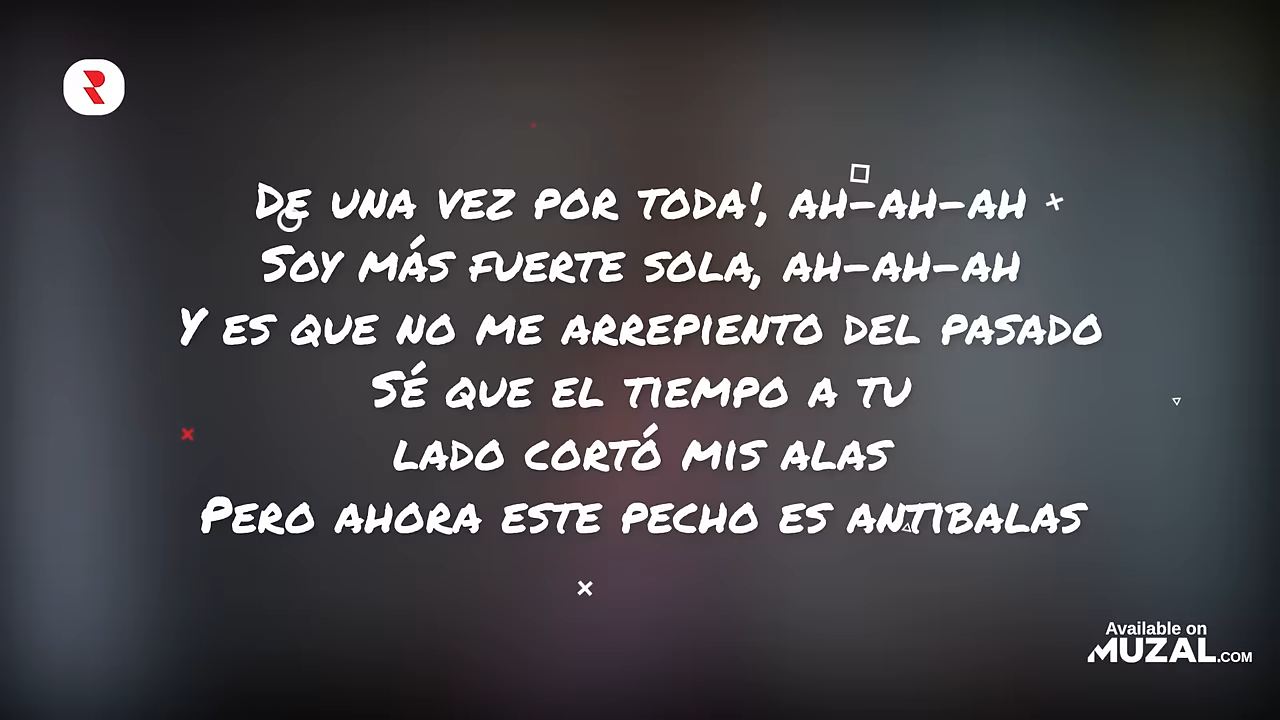 De una vez por toda', ah-ah-ah
Soy más fuerte sola, ah-ah-ah
Y es que no me arrepiento del pasado
Sé que el tiempo a tu
lado cortó mis alas
Pero ahora este pecho es antibalas
Available on
MUZAL.COM